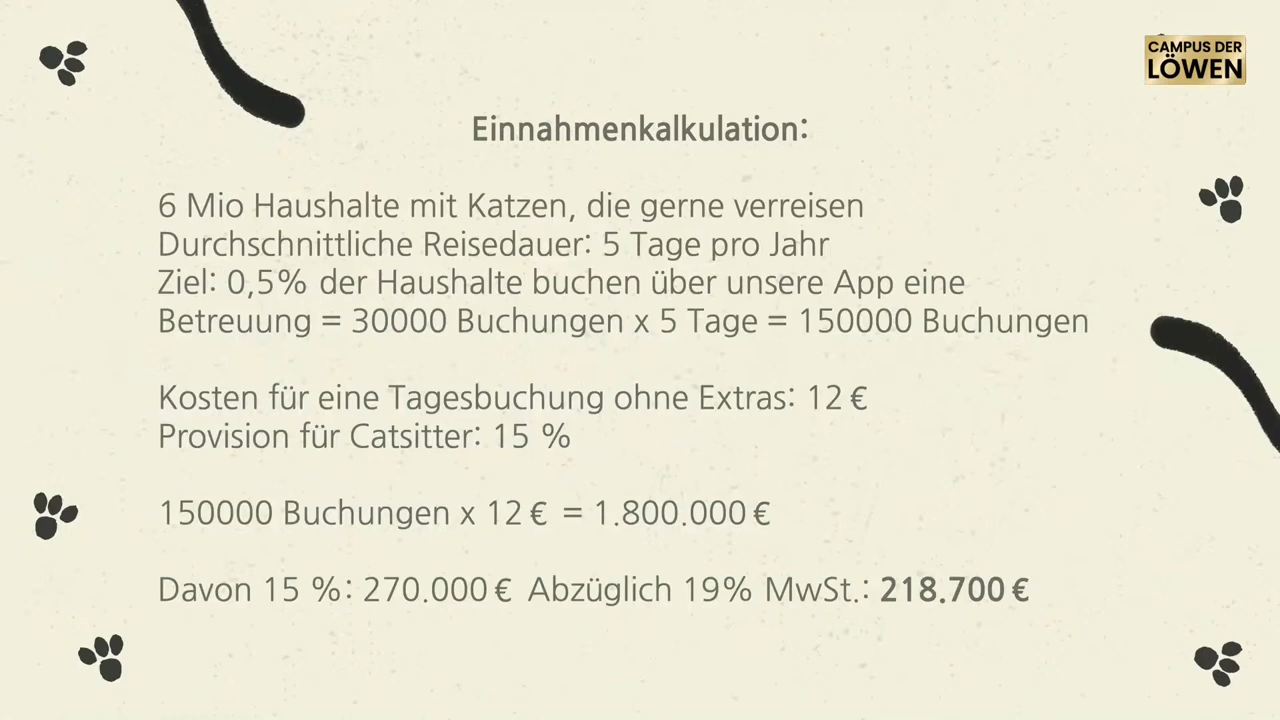 CAMPUS DER
LÖWEN
Einnahmenkalkulation:
6 Mio Haushalte mit Katzen, die gerne verreisen
Durchschnittliche Reisedauer: 5 Tage pro Jahr
Ziel: 0,5% der Haushalte buchen über unsere App eine
Betreuung = 30000 Buchungen x 5 Tage = 150000 Buchungen
Kosten für eine Tagesbuchung ohne Extras: 12 €
Provision für Catsitter: 15 %
150000 Buchungen x 12 € = 1.800.000 €
Davon 15 %: 270.000 € Abzüglich 19% MwSt.: 218.700 €